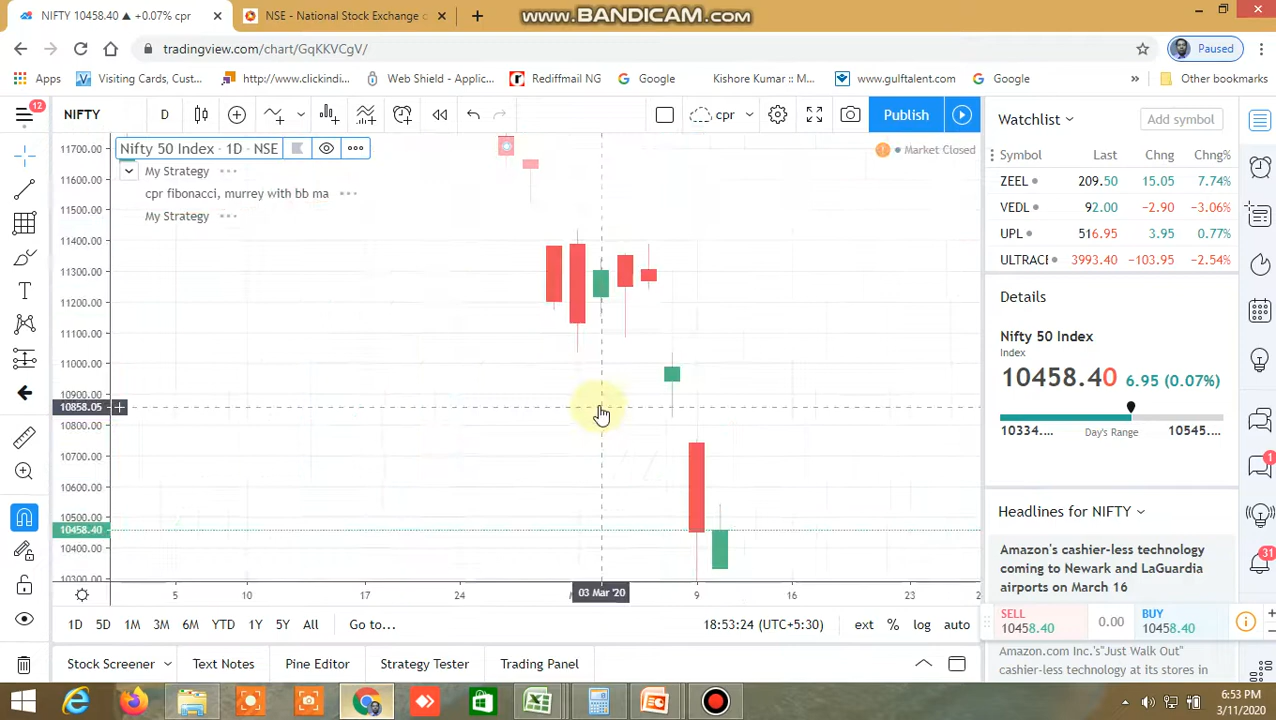 NIFTY 10458.40 ▲ +0.07% cpr
NSE - National Stock Exchange c
www.BANDICAM.com
tradingview.com/chart/GqKKVCgV/
Paused
Apps
Visiting Cards, Cust...
http://www.clickindi...
Web Shield - Applic...
Rediffmail NG
Google
Kishore Kumar :: M...
www.gulftalent.com
Google
Other bookmarks
12
NIFTY
D
cpr
Publish
Nifty 50 Index · 1D · NSE
Market Closed
My Strategy
cpr fibonacci, murrey with bb ma
My Strategy
11700.00
11600.00
11500.00
11400.00
11300.00
11200.00
11100.00
11000.00
10900.00
10858.05
10800.00
10700.00
10600.00
10500.00
10458.40
10400.00
10300.00
5
10
17
24
03 Mar '20
9
16
23
1D
5D
1M
3M
6M
YTD
1Y
5Y
All
Go to...
18:53:24 (UTC+5:30)
ext
%
log
auto
Stock Screener
Text Notes
Pine Editor
Strategy Tester
Trading Panel
Watchlist
Add symbol
Symbol Last Chng Chng%
ZEEL 209.50 15.05 7.74%
VEDL 92.00 −2.90 −3.06%
UPL 516.95 3.95 0.77%
ULTRACE 3993.40 −103.95 −2.54%
Details
Nifty 50 Index
Index
10458.40 6.95 (0.07%)
10334.... Day's Range 10545....
Headlines for NIFTY
Amazon's cashier-less technology
coming to Newark and LaGuardia
airports on March 16
SELL
10458.40
0.00
BUY
10458.40
Amazon.com Inc.'s"Just Walk Out"
cashier-less technology at its stores in
1
31
6:53 PM
3/11/2020